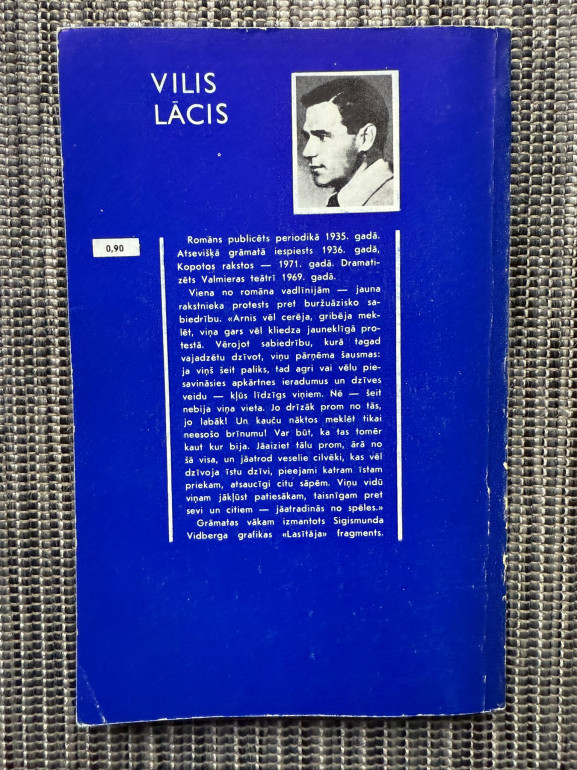 VILIS
LĀCIS
0,90
Romāns publicēts periodikā 1935. gadā.
Atsevišķā grāmatā iespiests 1936. gadā,
Kopotos rakstos — 1971. gadā. Dramati-
zēts Valmieras teātrī 1969. gadā.
Viena no romāna vadlīnijām — jauna
rakstnieka protests pret buržuāzisko sa-
biedrību. «Arnis vēl cerēja, gribēja mek-
lēt, viņa gars vēl kliedza jauneklīgā pro-
testā. Vērojot sabiedrību, kurā tagad
vajadzētu dzīvot, viņu pārņēma šausmas:
ja viņš šeit paliks, tad agri vai vēlu pie-
savināsies apkārtnes ieradumus un dzīves
veidu — kļūs līdzīgs viņiem. Nē — šeit
nebija viņa vieta. Jo drīzāk prom no tās,
jo labāk! Un kaučū nāktos meklēt tikai
neesošo brīnumu! Var būt, ka tas tomēr
kaut kur bija. Jāaiziet tālu prom, ārā no
šā visa, un jāatrod veselie cilvēki, kas vēl
dzīvoja īstu dzīvi, pieejami katram īstam
priekam, atsaucīgi citu sāpēm. Viņu vidū
viņam jākļūst patiesākam, taisnīgam pret
sevi un citiem — jāatradinās no spēles.»
Grāmatas vākam izmantots Sigismunda
Vidberga grafikas «Lasītāja» fragments.